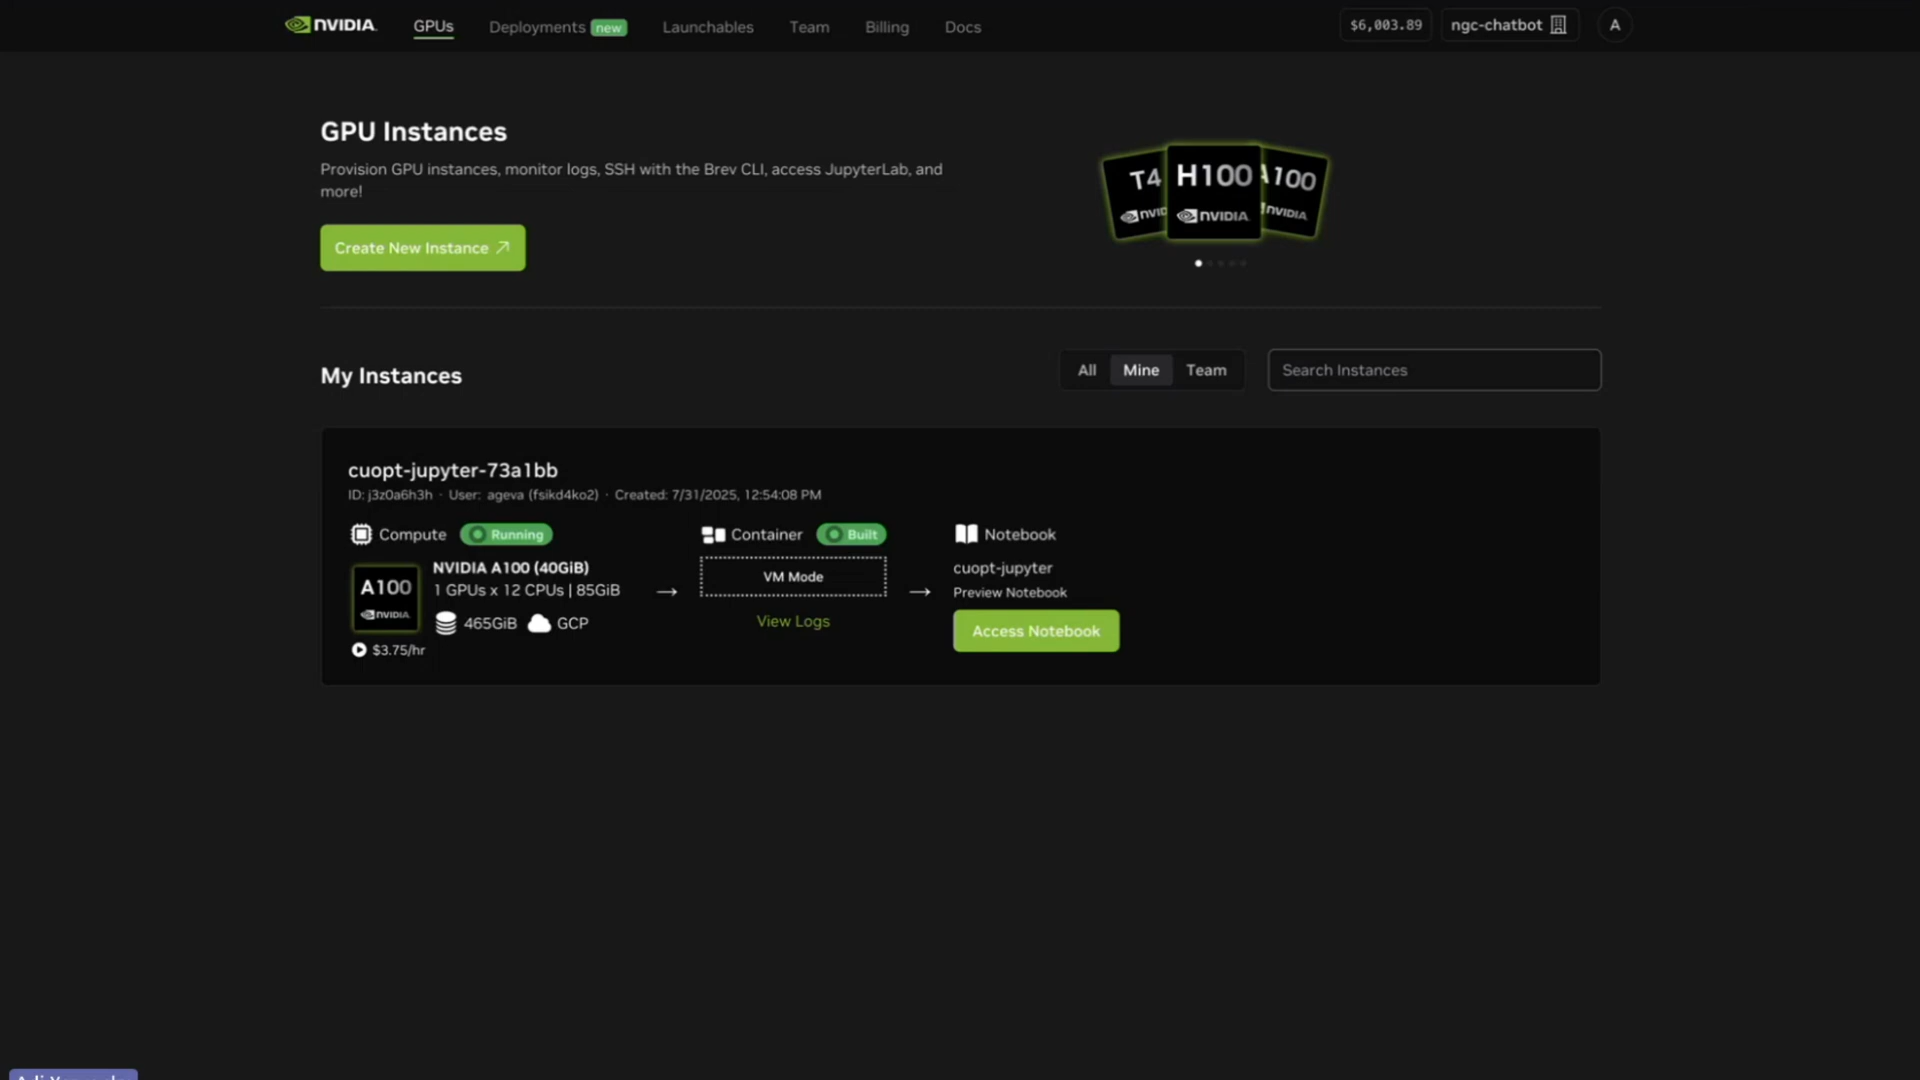 NVIDIA. GPUs Deployments new Launchables Team Billing Docs $6,003.89 ngc-chatbot A
GPU Instances
Provision GPU instances, monitor logs, SSH with the Brev CLI, access JupyterLab, and
more!
Create New Instance
T4 H100 A100
NVIDIA NVIDIA
My Instances
All Mine Team
Search Instances
cuopt-jupyter-73a1bb
ID: j3z0a6h3h · User: ageva (fsikd4ko2) · Created: 7/31/2025, 12:54:08 PM
Compute Running
Container Built
Notebook
A100
NVIDIA
NVIDIA A100 (40GiB)
1 GPUs x 12 CPUs | 85GiB
465GiB GCP
$3.75/hr
VM Mode
View Logs
cuopt-jupyter
Preview Notebook
Access Notebook